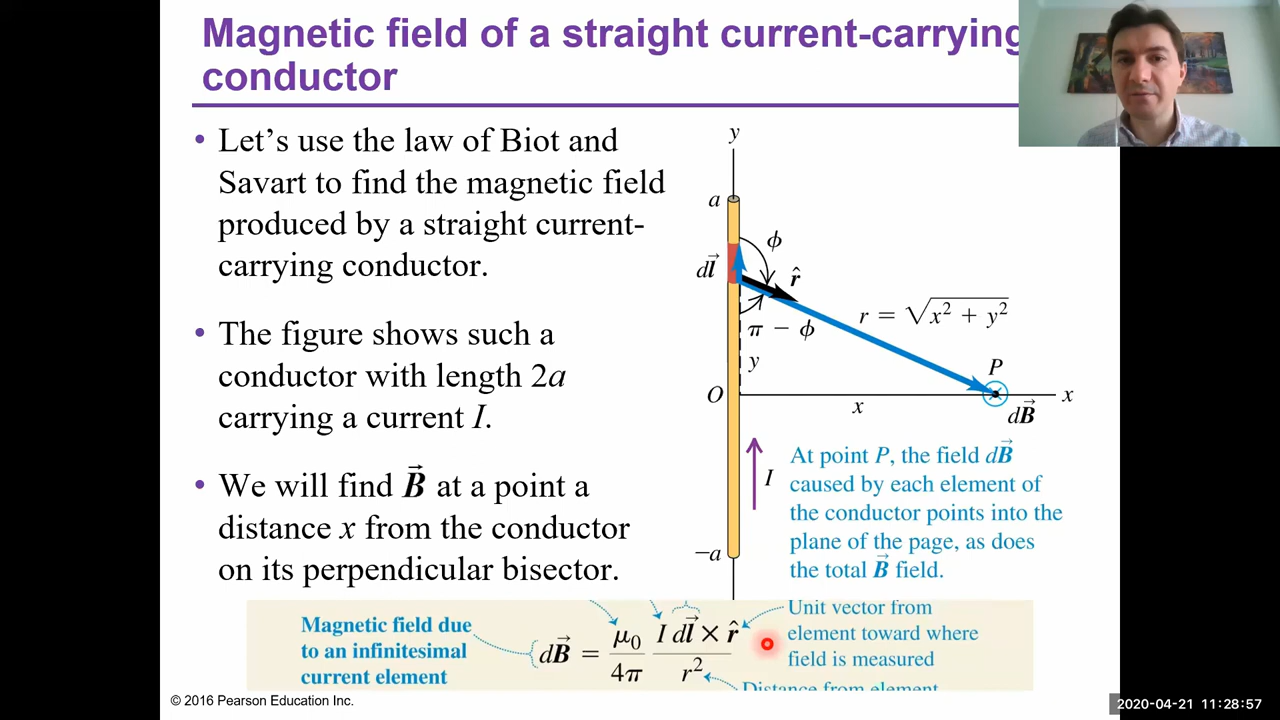 Magnetic field of a straight current-carrying
conductor
• Let’s use the law of Biot and
Savart to find the magnetic field
produced by a straight current-
carrying conductor.
• The figure shows such a
conductor with length 2a
carrying a current I.
• We will find B⃗ at a point a
distance x from the conductor
on its perpendicular bisector.
y
a
ϕ
dl⃗
r̂
r = √x² + y²
π − ϕ
y
P
O
x
x
dB⃗
I
At point P, the field dB⃗
caused by each element of
the conductor points into the
plane of the page, as does
the total B⃗ field.
−a
Magnetic field due
to an infinitesimal
current element
dB⃗ = μ₀/4π I dl⃗ × r̂/r²
Unit vector from
element toward where
field is measured
Distance from element
© 2016 Pearson Education Inc.
2020-04-21 11:28:57